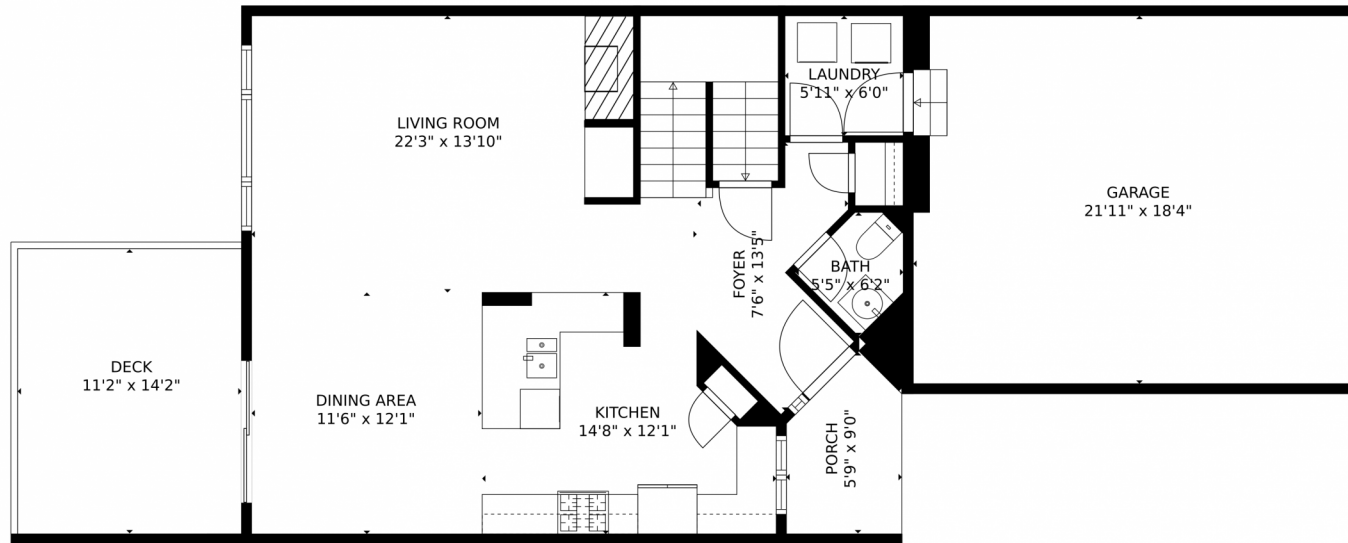 LIVING ROOM
22'3" x 13'10"
LAUNDRY
5'11" x 6'0"
GARAGE
21'11" x 18'4"
FOYER
7'6" x 13'5"
BATH
5'5" x 6'2"
DECK
11'2" x 14'2"
DINING AREA
11'6" x 12'1"
KITCHEN
14'8" x 12'1"
PORCH
5'9" x 9'0"